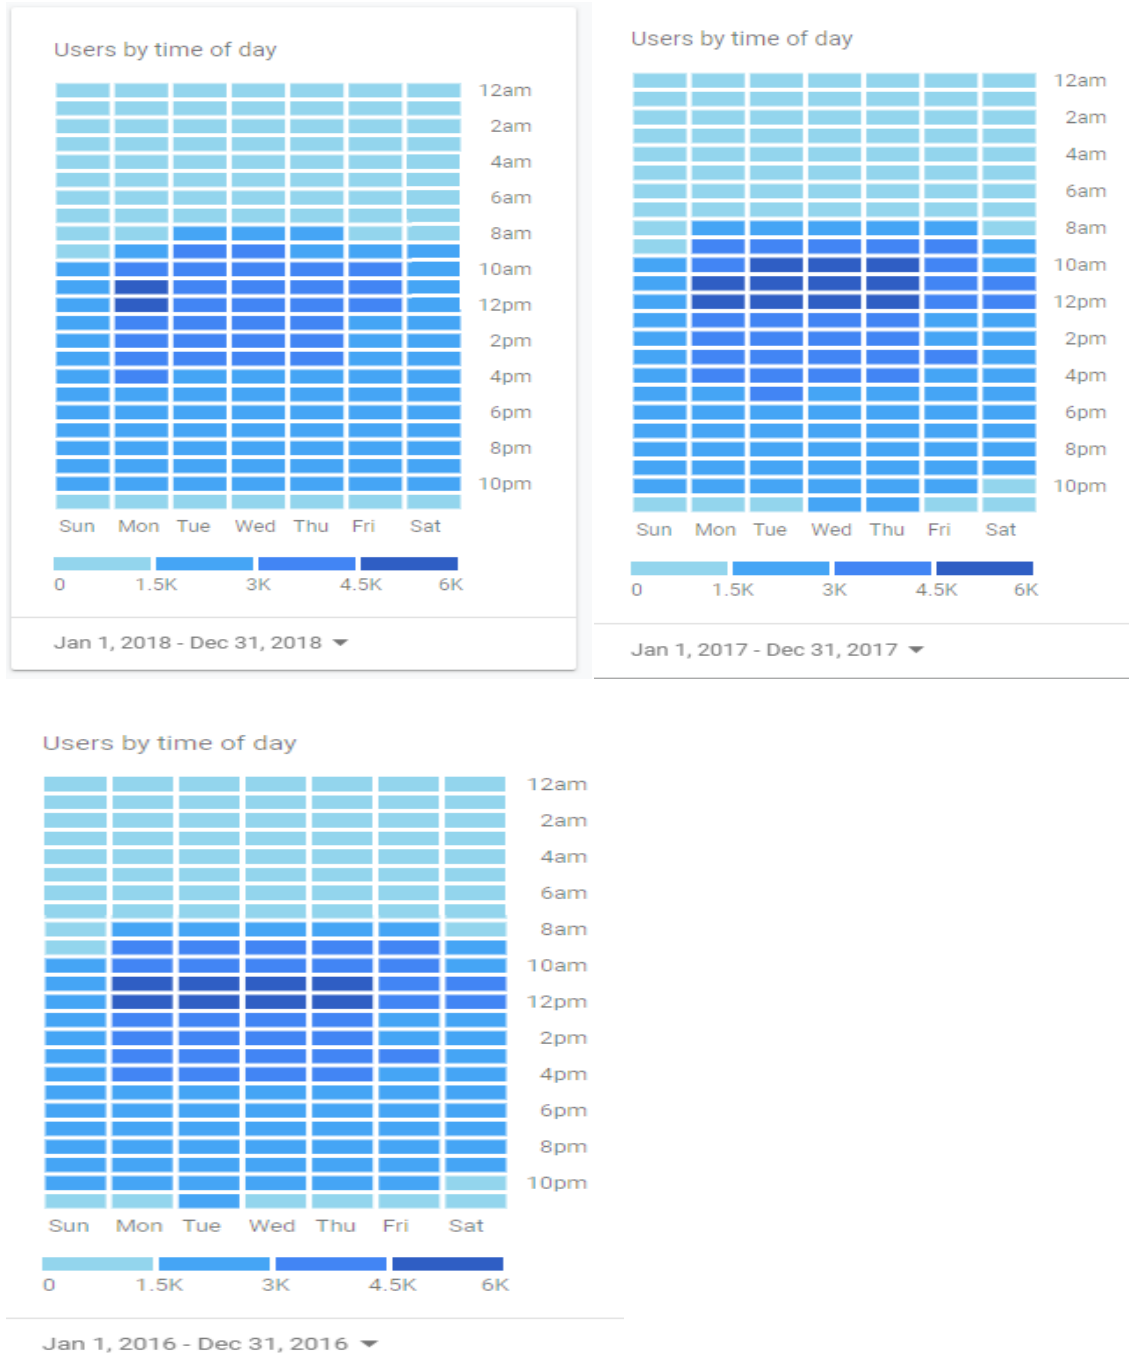 Users by time of day
12am
2am
4am
6am
8am
10am
12pm
2pm
4pm
6pm
8pm
10pm
Sun Mon Tue Wed Thu Fri Sat
0 1.5K 3K 4.5K 6K
Jan 1, 2018 - Dec 31, 2018
Users by time of day
12am
2am
4am
6am
8am
10am
12pm
2pm
4pm
6pm
8pm
10pm
Sun Mon Tue Wed Thu Fri Sat
0 1.5K 3K 4.5K 6K
Jan 1, 2017 - Dec 31, 2017
Users by time of day
12am
2am
4am
6am
8am
10am
12pm
2pm
4pm
6pm
8pm
10pm
Sun Mon Tue Wed Thu Fri Sat
0 1.5K 3K 4.5K 6K
Jan 1, 2016 - Dec 31, 2016